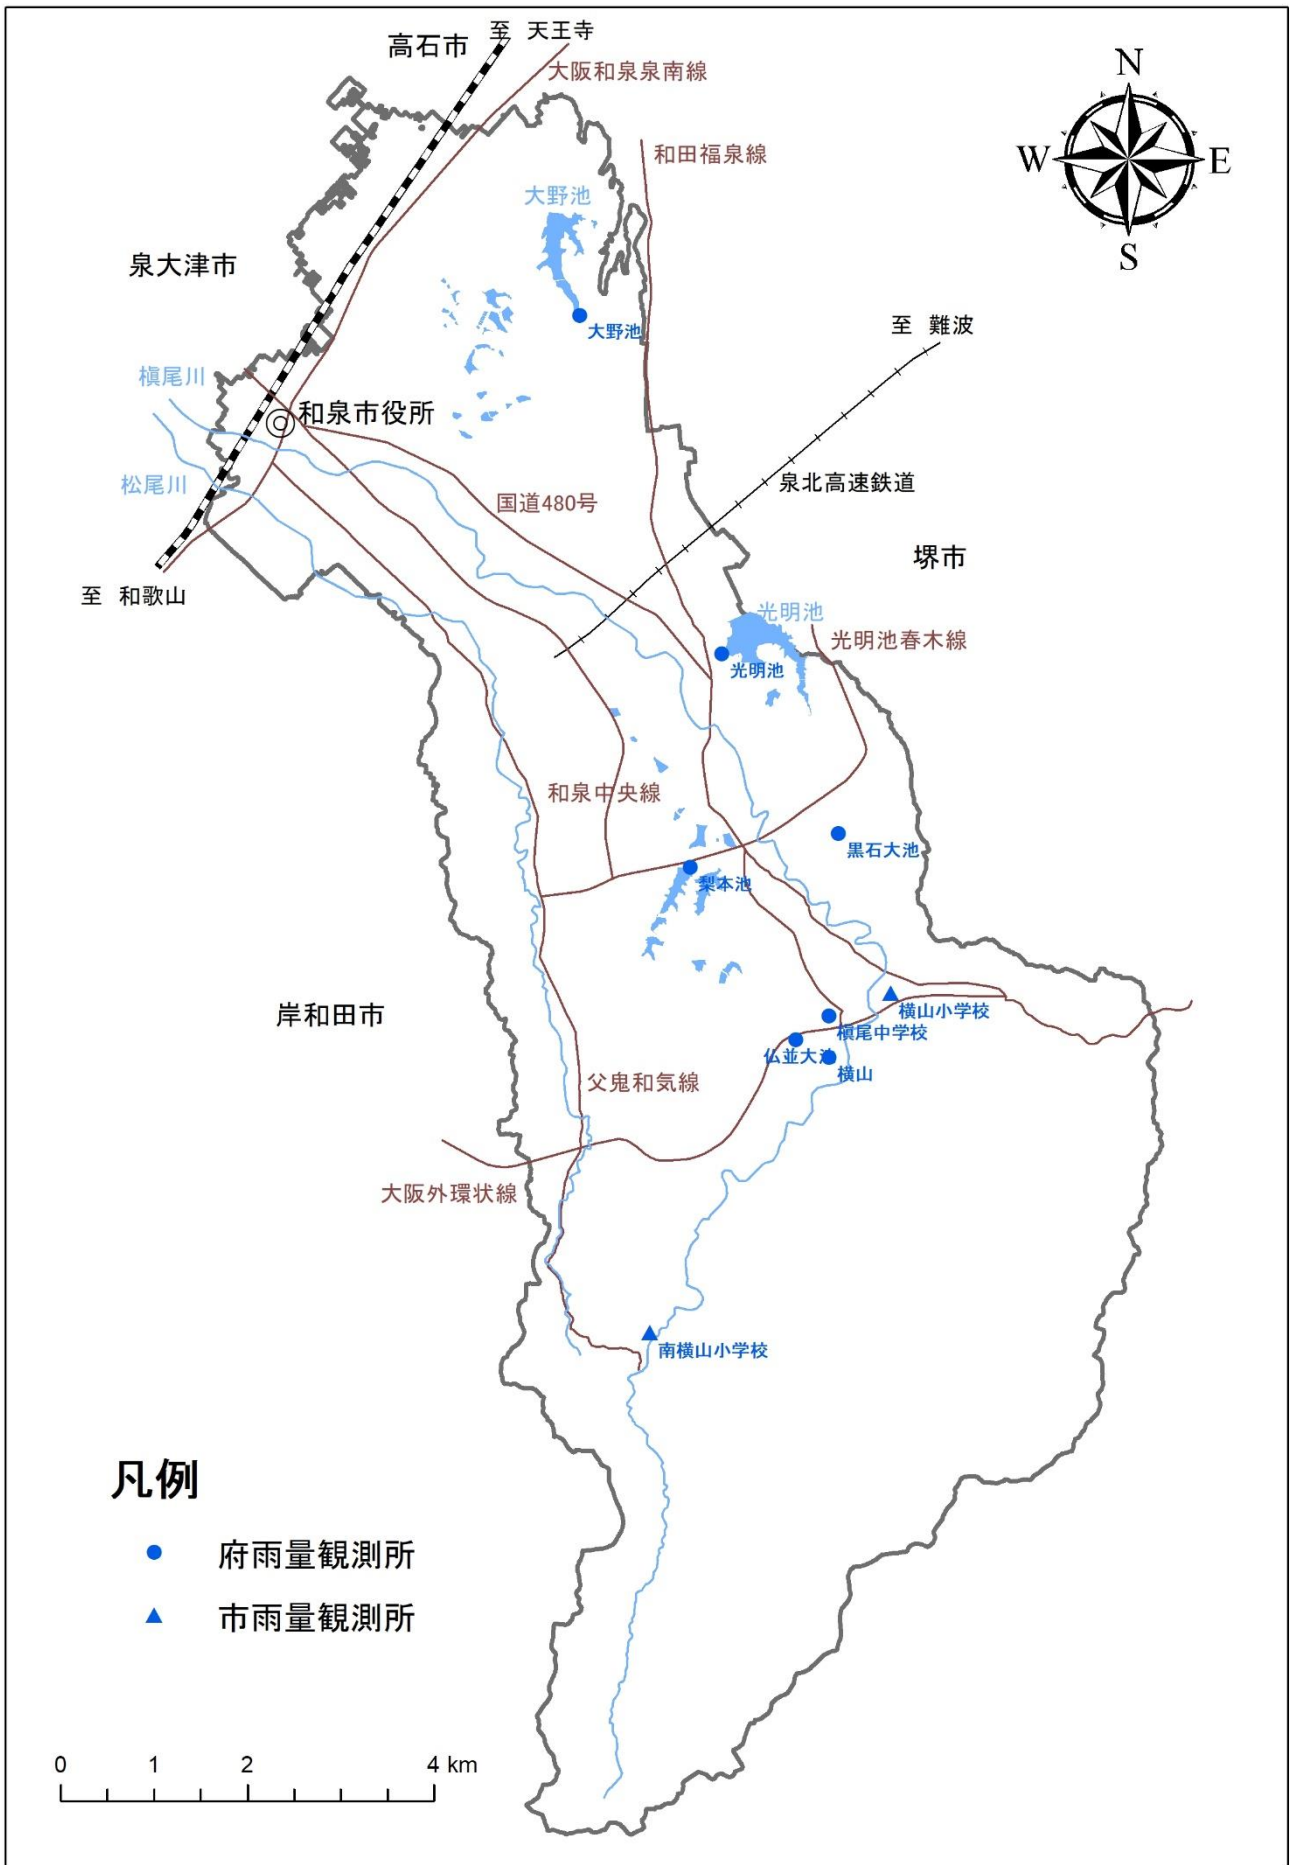 高石市
至 天王寺
大阪和泉泉南線
N
W
E
S
和田福泉線
大野池
泉大津市
大野池
至 難波
槇尾川
和泉市役所
松尾川
泉北高速鉄道
国道480号
堺市
至 和歌山
光明池
光明池春木線
光明池
和泉中央線
黒石大池
梨本池
岸和田市
横山小学校
槇尾中学校
仏並大池
横山
父鬼和気線
大阪外環状線
南横山小学校
凡例
府雨量観測所
市雨量観測所
0 1 2 4 km